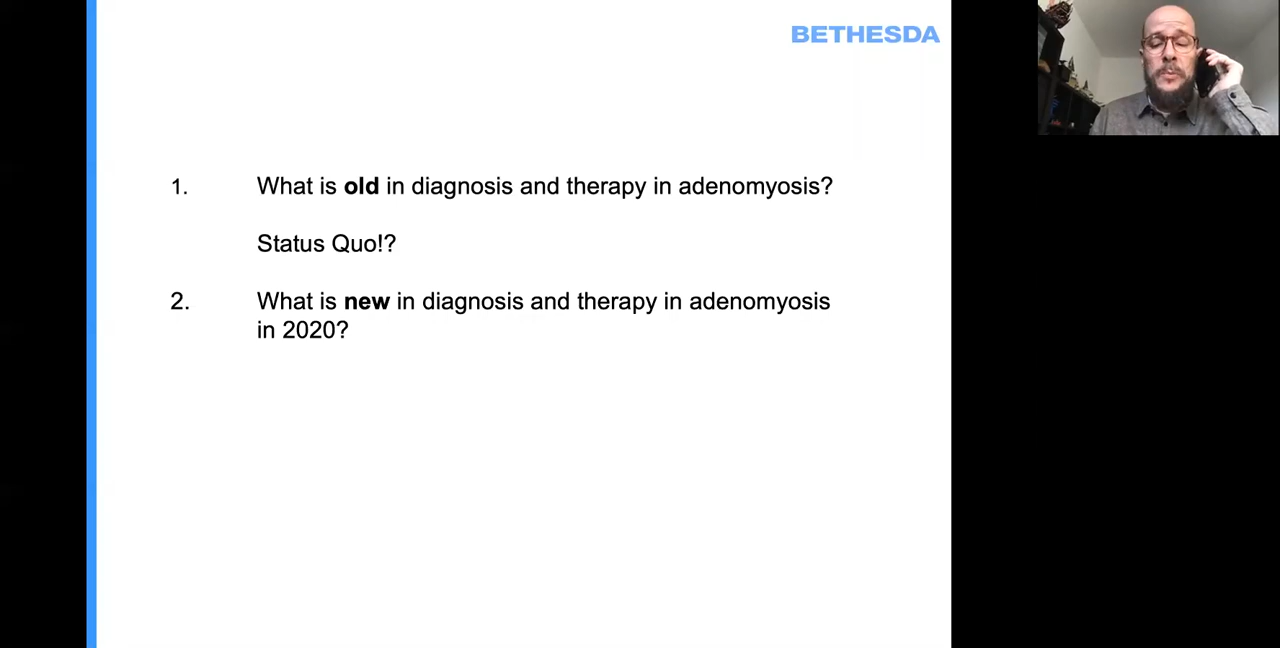 BETHESDA
1. What is old in diagnosis and therapy in adenomyosis?
Status Quo!?
2. What is new in diagnosis and therapy in adenomyosis
in 2020?